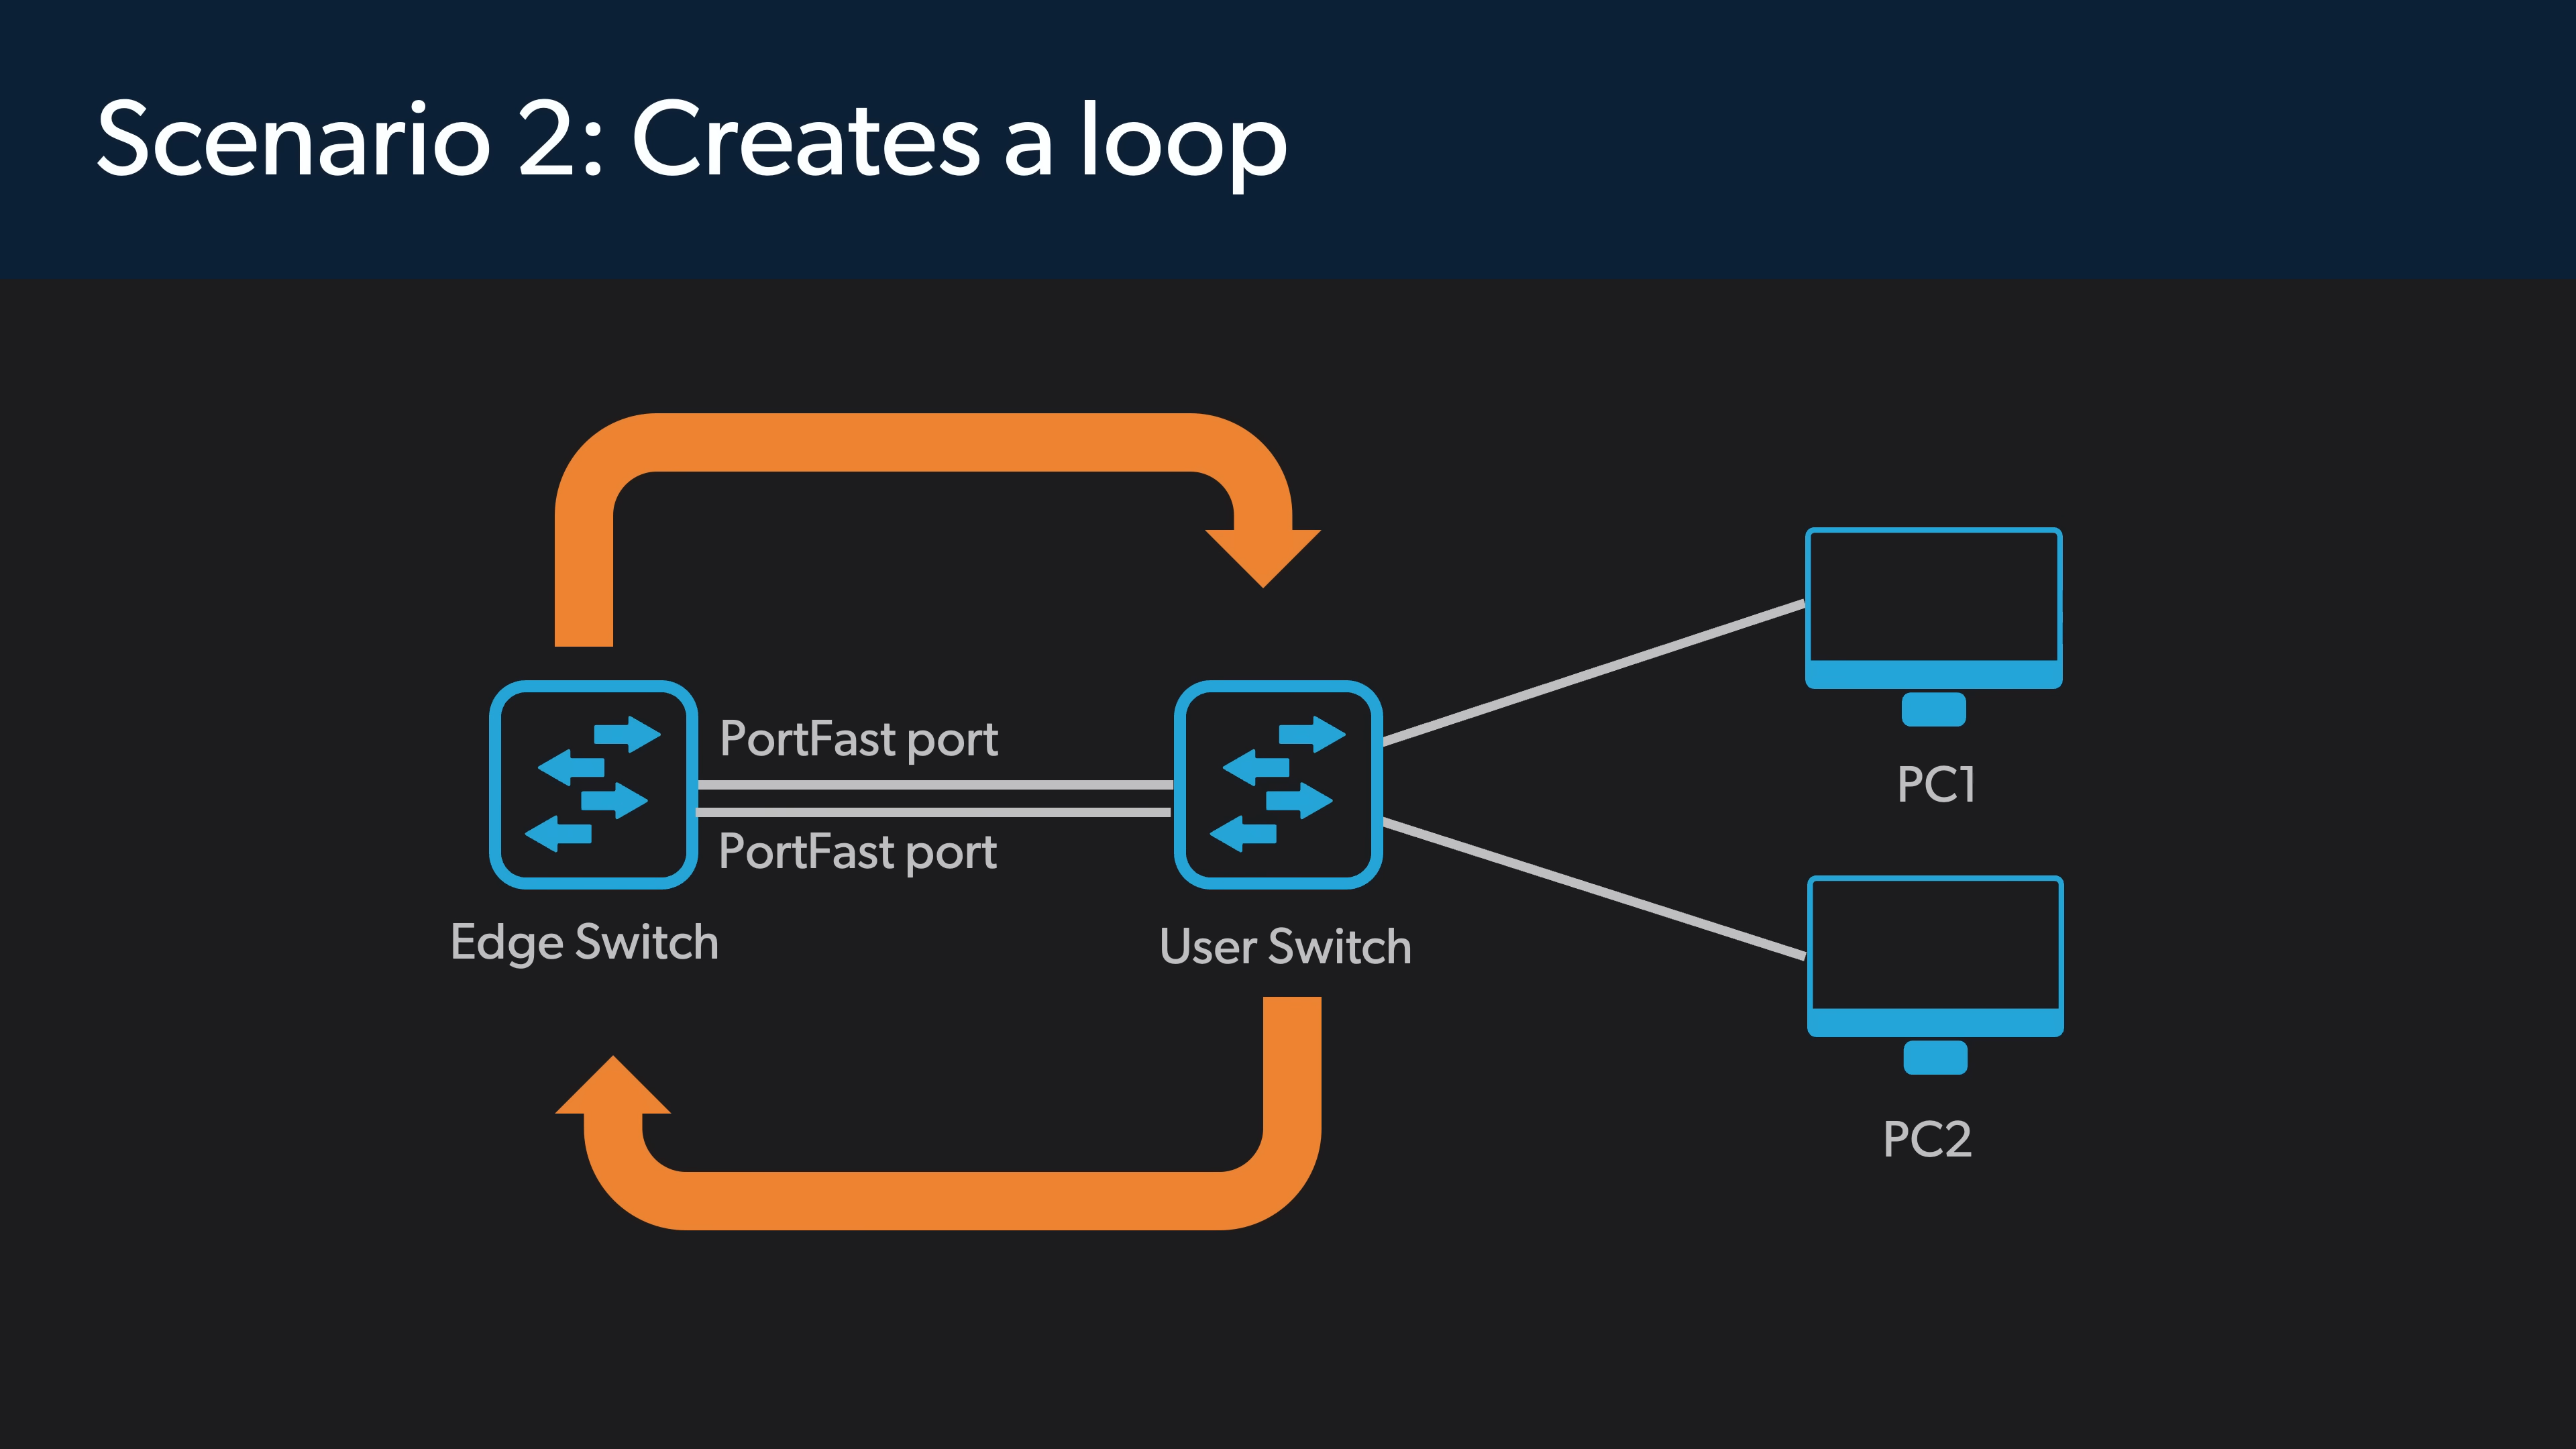 Scenario 2: Creates a loop
PortFast port
PortFast port
Edge Switch
User Switch
PC1
PC2